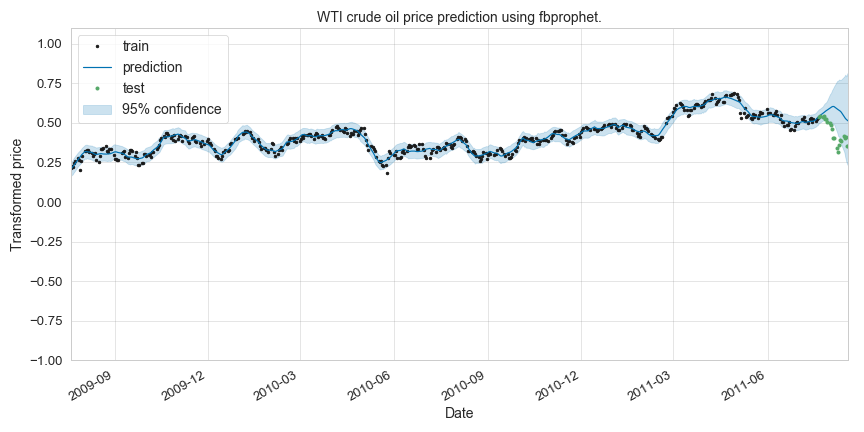 WTI crude oil price prediction using fbprophet.
train
prediction
test
95% confidence
1.00
0.75
0.50
0.25
0.00
−0.25
−0.50
−0.75
−1.00
Transformed price
2009-09
2009-12
2010-03
2010-06
2010-09
2010-12
2011-03
2011-06
Date